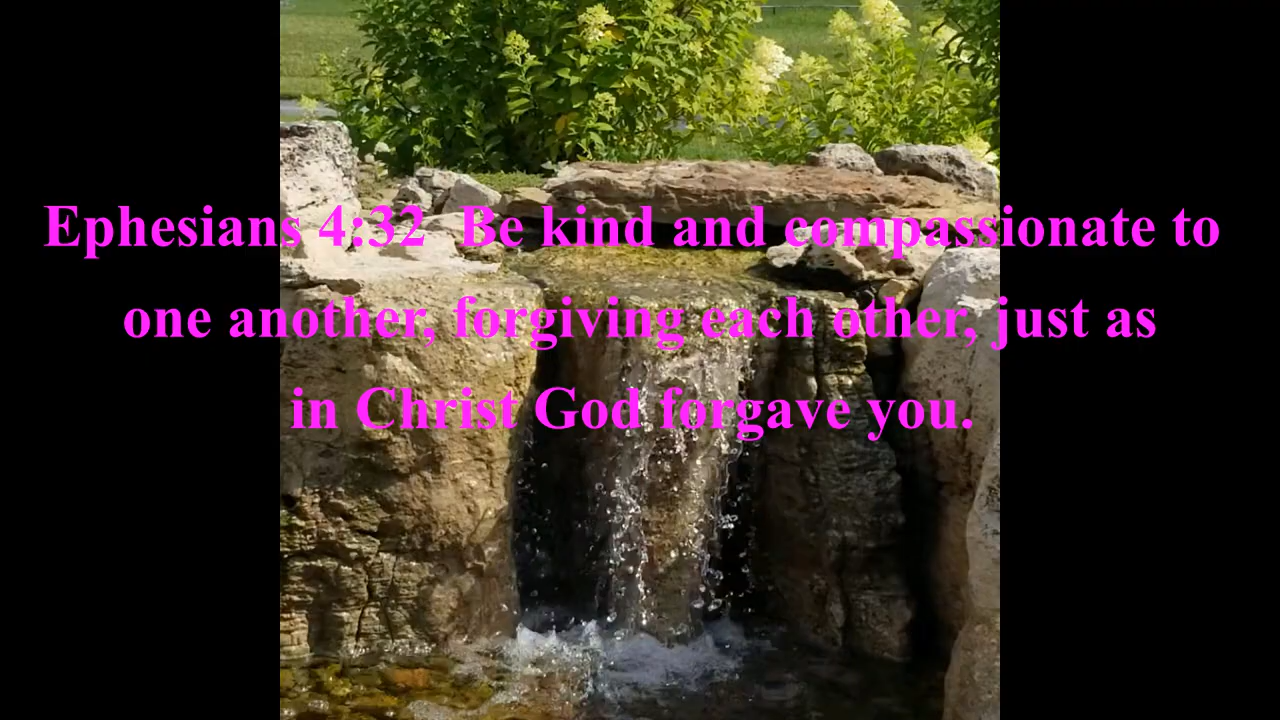 Ephesians 4:32  Be kind and compassionate to
one another, forgiving each other, just as
in Christ God forgave you.